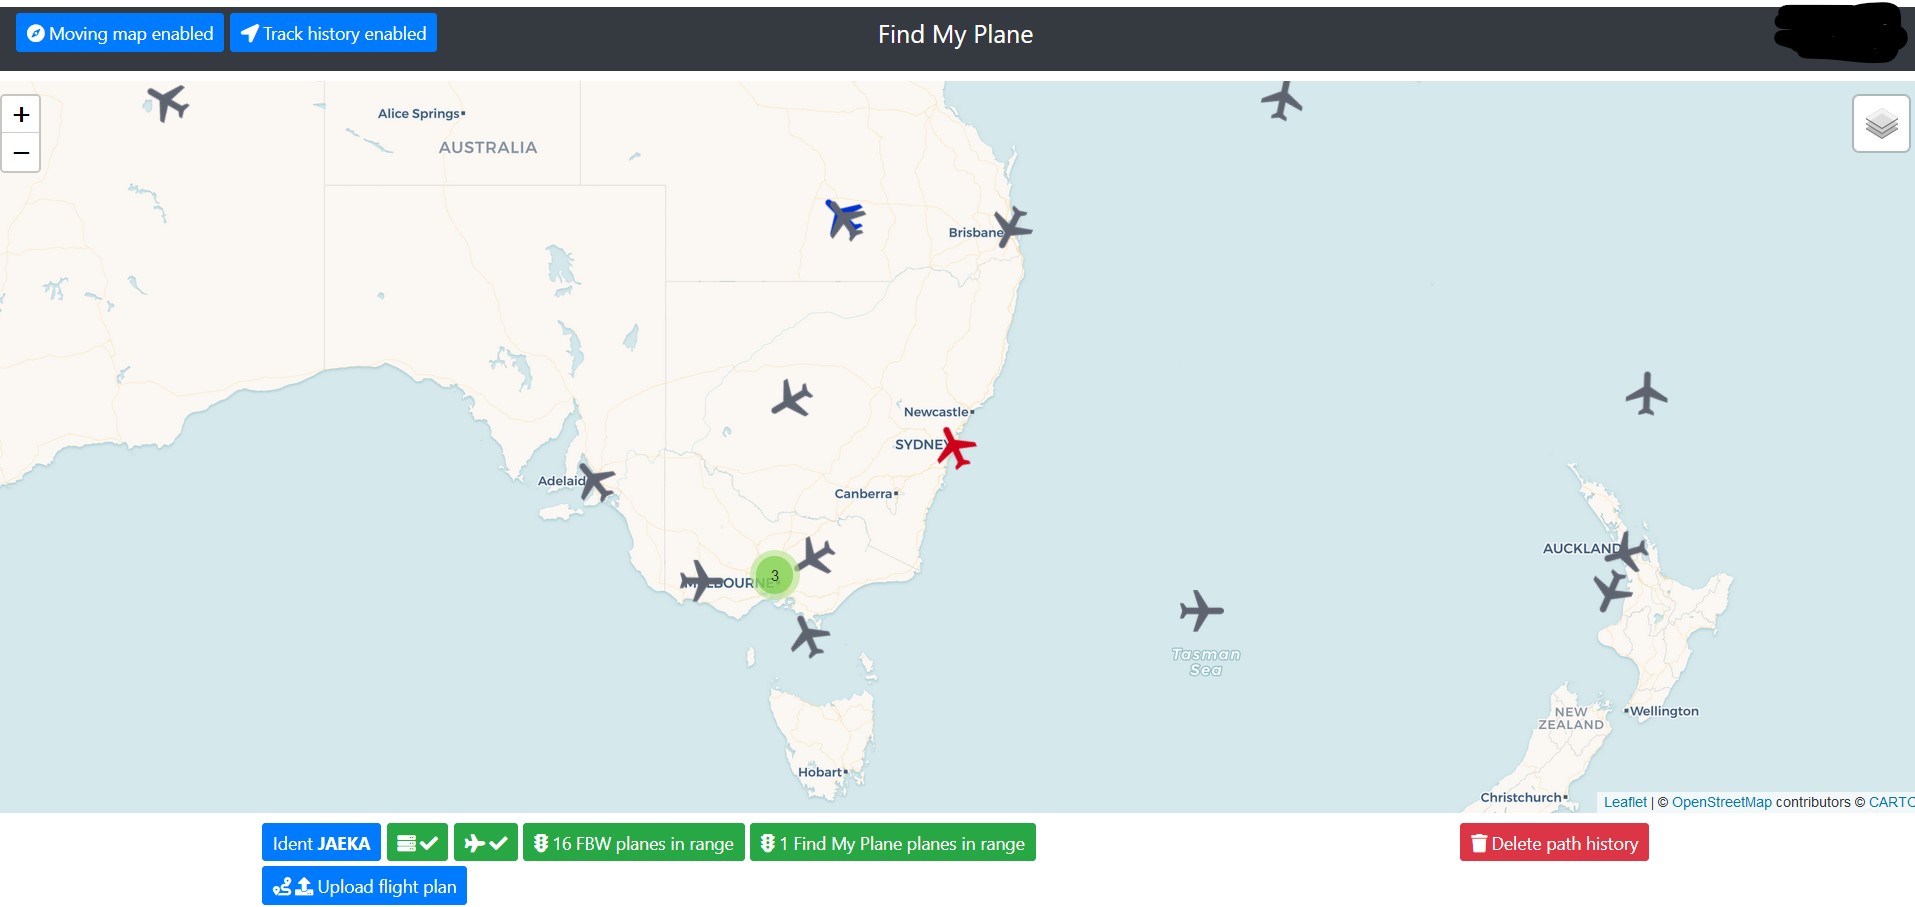 Moving map enabled
Track history enabled
Find My Plane
+
−
Alice Springs
AUSTRALIA
Brisbane
Newcastle
SYDNEY
Adelaid
Canberra
AUCKLAND
3
MELBOURNE
Tasman
Sea
Wellington
NEW
ZEALAND
Hobart
Christchurch
Leaflet | © OpenStreetMap contributors © CARTO
Ident JAEKA
16 FBW planes in range
1 Find My Plane planes in range
Delete path history
Upload flight plan